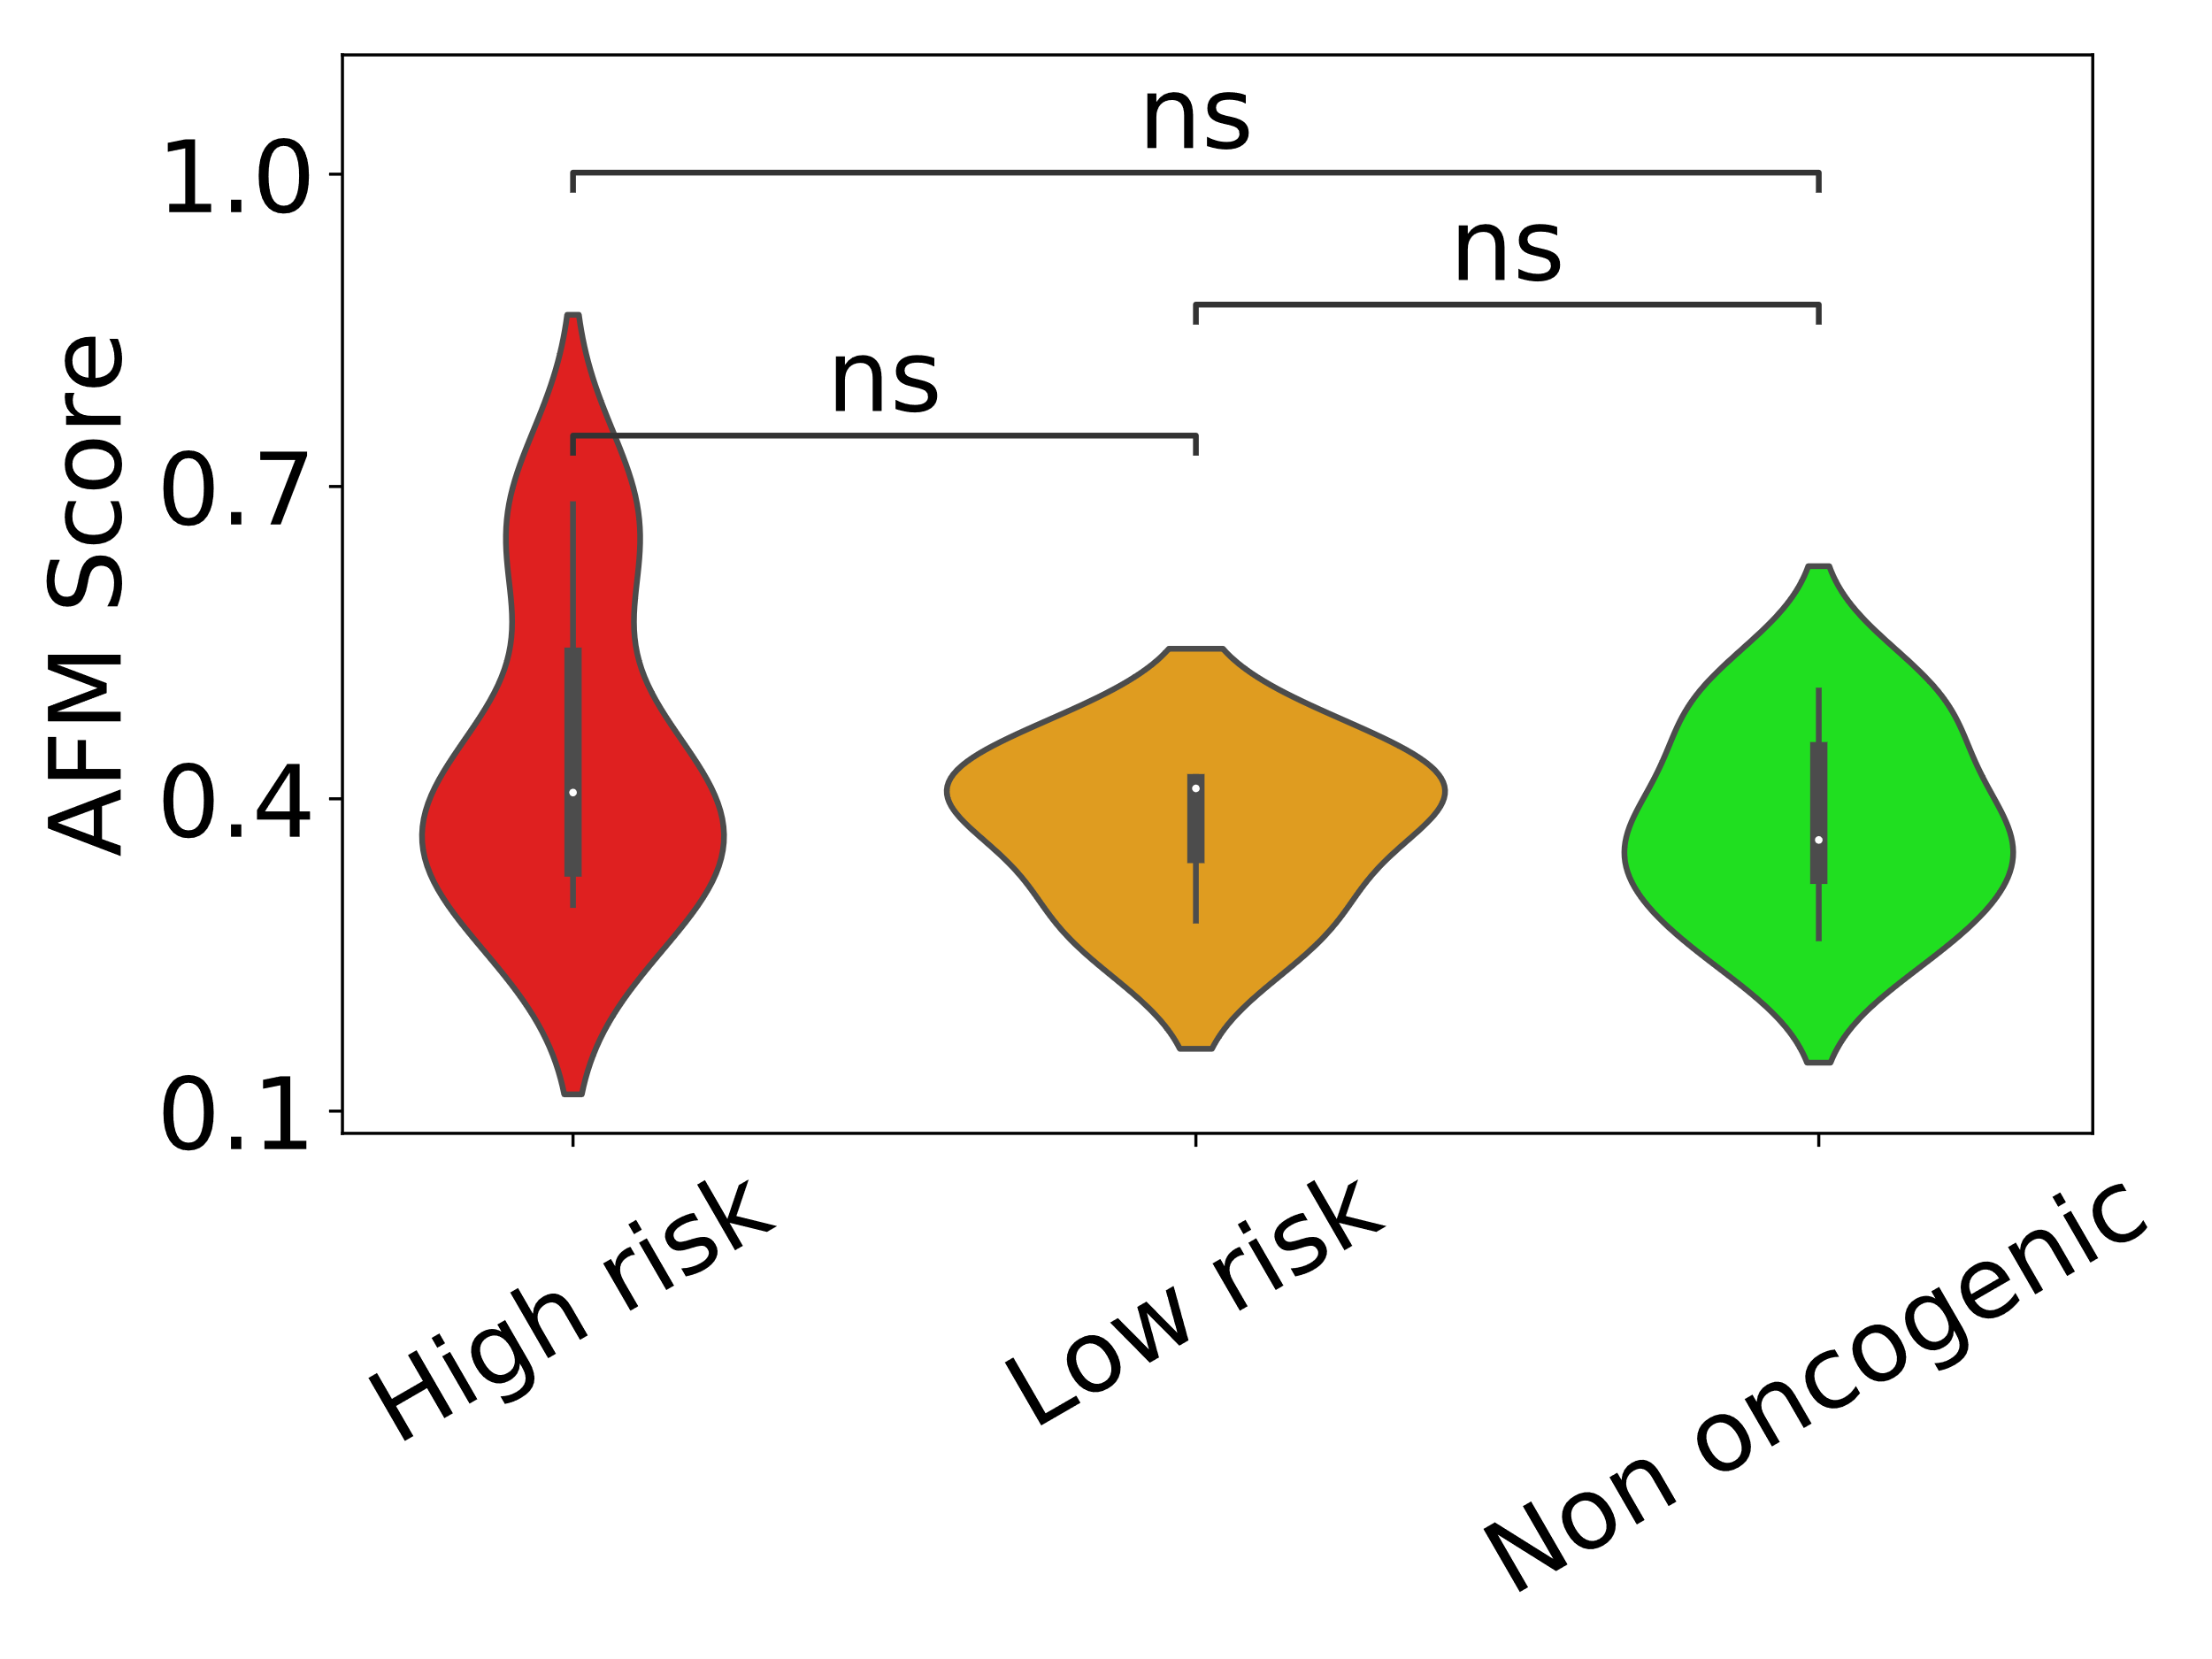 ns
1.0
ns
ns
0.7
AFM Score
0.4
0.1
High risk
Low risk
Non oncogenic